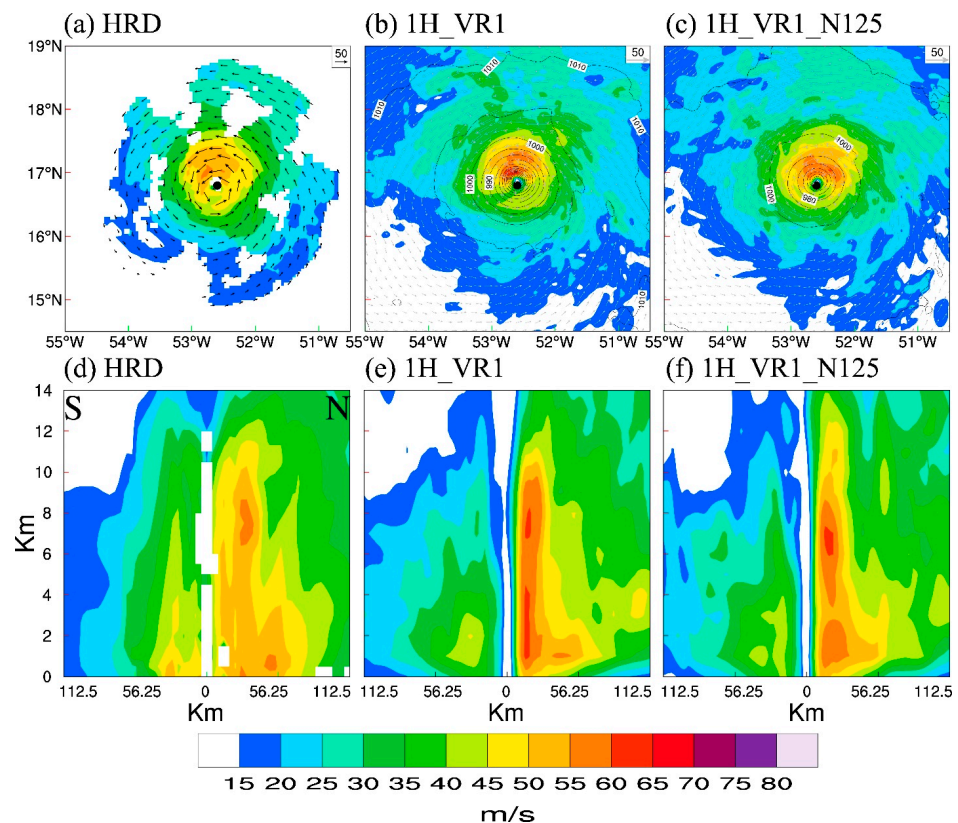 (a) HRD
(b) 1H_VR1
(c) 1H_VR1_N125
19°N
18°N
17°N
16°N
15°N
50
50
50
1010
1010
1010
1010
1000
1000
990
1000
1000
980
55°W 54°W 53°W 52°W 51°W
55°W 54°W 53°W 52°W 51°W
55°W 54°W 53°W 52°W 51°W
(d) HRD
(e) 1H_VR1
(f) 1H_VR1_N125
S
N
14
12
10
8
6
4
2
0
Km
112.5 56.25 0 56.25 112.5
112.5 56.25 0 56.25 112.5
112.5 56.25 0 56.25 112.5
Km
Km
Km
15 20 25 30 35 40 45 50 55 60 65 70 75 80
m/s